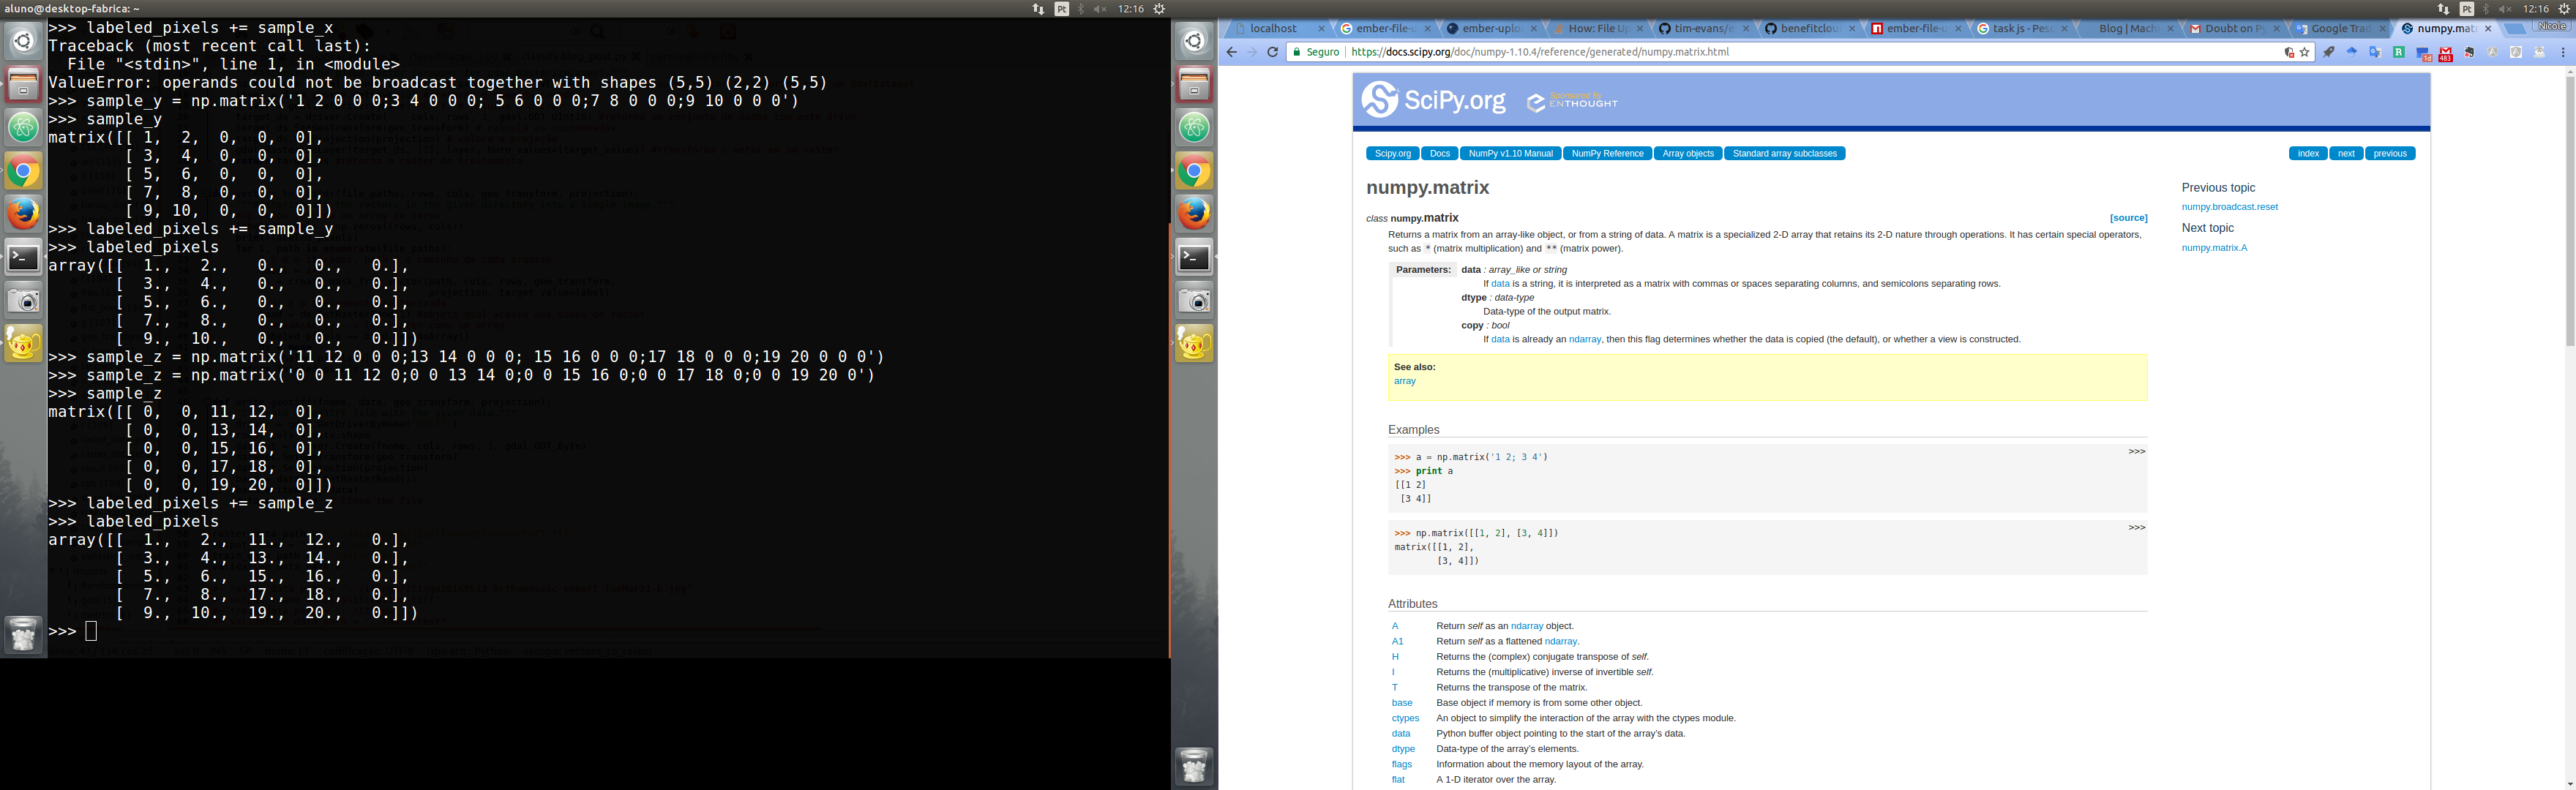 aluno@desktop-fabrica: ~
Pt
12:16
>>> labeled_pixels += sample_x
Traceback (most recent call last):
  File "<stdin>", line 1, in <module>
ValueError: operands could not be broadcast together with shapes (5,5) (2,2) (5,5)
>>> sample_y = np.matrix('1 2 0 0 0;3 4 0 0 0; 5 6 0 0 0;7 8 0 0 0;9 10 0 0 0')
>>> sample_y
matrix([[ 1,  2,  0,  0,  0],
        [ 3,  4,  0,  0,  0],
        [ 5,  6,  0,  0,  0],
        [ 7,  8,  0,  0,  0],
        [ 9, 10,  0,  0,  0]])
>>> labeled_pixels += sample_y
>>> labeled_pixels
array([[  1.,   2.,   0.,   0.,   0.],
       [  3.,   4.,   0.,   0.,   0.],
       [  5.,   6.,   0.,   0.,   0.],
       [  7.,   8.,   0.,   0.,   0.],
       [  9.,  10.,   0.,   0.,   0.]])
>>> sample_z = np.matrix('11 12 0 0 0;13 14 0 0 0; 15 16 0 0 0;17 18 0 0 0;19 20 0 0 0')
>>> sample_z = np.matrix('0 0 11 12 0;0 0 13 14 0;0 0 15 16 0;0 0 17 18 0;0 0 19 20 0')
>>> sample_z
matrix([[ 0,  0, 11, 12,  0],
        [ 0,  0, 13, 14,  0],
        [ 0,  0, 15, 16,  0],
        [ 0,  0, 17, 18,  0],
        [ 0,  0, 19, 20,  0]])
>>> labeled_pixels += sample_z
>>> labeled_pixels
array([[  1.,   2.,  11.,  12.,   0.],
       [  3.,   4.,  13.,  14.,   0.],
       [  5.,   6.,  15.,  16.,   0.],
       [  7.,   8.,  17.,  18.,   0.],
       [  9.,  10.,  19.,  20.,   0.]])
>>>
Pt
12:16
localhost
ember-file-u
ember-uploa
How: File Up
tim-evans/e
benefitclou
ember-file-u
task js - Pes
Blog | Mach
Doubt on Py
Google Trad
numpy.mat
Nicole
Seguro
https://docs.scipy.org/doc/numpy-1.10.4/reference/generated/numpy.matrix.html
1d
483
SciPy.org
Sponsored By
ENTHOUGHT
Scipy.org Docs NumPy v1.10 Manual NumPy Reference Array objects Standard array subclasses
index next previous
numpy.matrix
class numpy.matrix
[source]
Returns a matrix from an array-like object, or from a string of data. A matrix is a specialized 2-D array that retains its 2-D nature through operations. It has certain special operators,
such as * (matrix multiplication) and ** (matrix power).
Parameters: data : array_like or string
If data is a string, it is interpreted as a matrix with commas or spaces separating columns, and semicolons separating rows.
dtype : data-type
Data-type of the output matrix.
copy : bool
If data is already an ndarray, then this flag determines whether the data is copied (the default), or whether a view is constructed.
See also:
array
Examples
>>> a = np.matrix('1 2; 3 4')
>>>
>>> print a
[[1 2]
 [3 4]]
>>> np.matrix([[1, 2], [3, 4]])
>>>
matrix([[1, 2],
        [3, 4]])
Attributes
A Return self as an ndarray object.
A1 Return self as a flattened ndarray.
H Returns the (complex) conjugate transpose of self.
I Returns the (multiplicative) inverse of invertible self.
T Returns the transpose of the matrix.
base Base object if memory is from some other object.
ctypes An object to simplify the interaction of the array with the ctypes module.
data Python buffer object pointing to the start of the array's data.
dtype Data-type of the array's elements.
flags Information about the memory layout of the array.
flat A 1-D iterator over the array.
Previous topic
numpy.broadcast.reset
Next topic
numpy.matrix.A